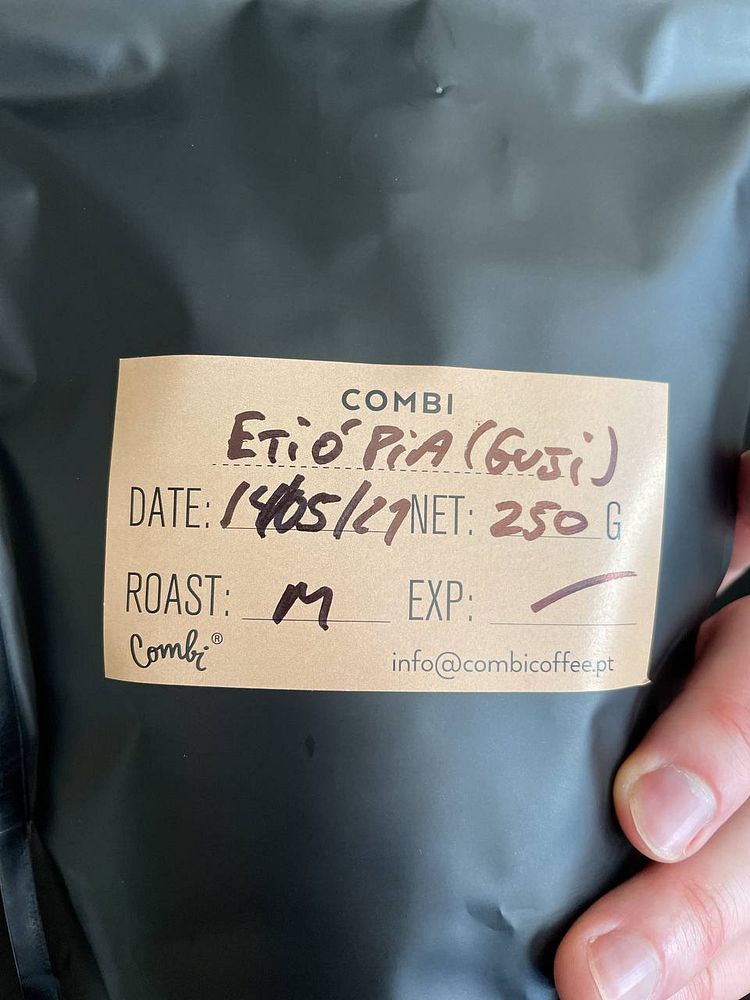 COMBI
ETiÓPiA (GUJi)
DATE: 14/05/21 NET: 250 G
ROAST: M EXP: —
Combi ®
info@combicoffee.pt